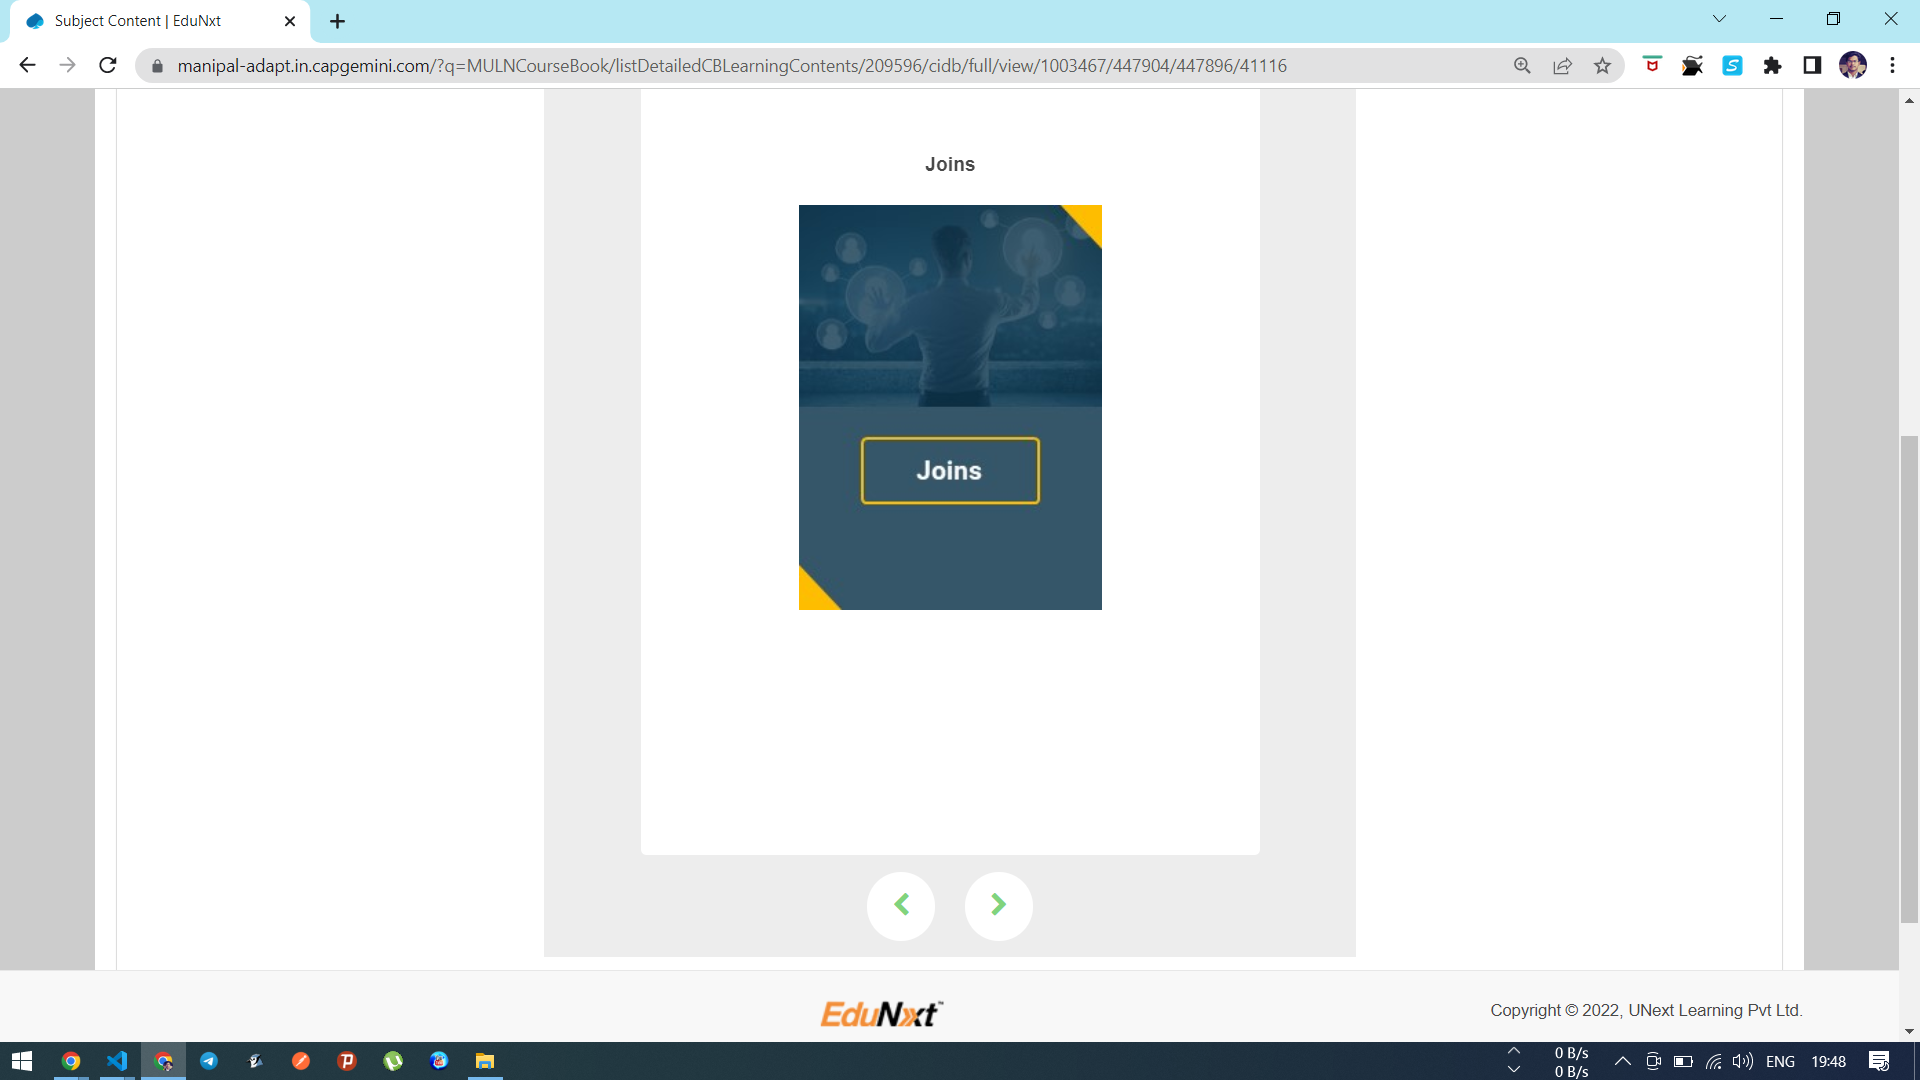 Subject Content | EduNxt
manipal-adapt.in.capgemini.com/?q=MULNCourseBook/listDetailedCBLearningContents/209596/cidb/full/view/1003467/447904/447896/41116
Joins
Joins
EduNxt™
Copyright © 2022, UNext Learning Pvt Ltd.
0 B/s
0 B/s
ENG
19:48